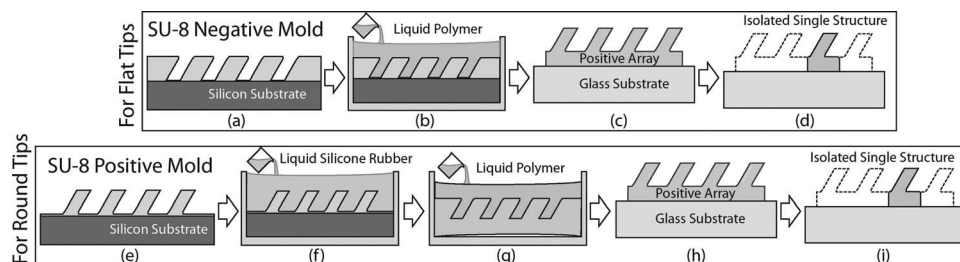 For Flat Tips
SU-8 Negative Mold
Silicon Substrate
(a)
Liquid Polymer
(b)
Positive Array
Glass Substrate
(c)
Isolated Single Structure
(d)
For Round Tips
SU-8 Positive Mold
Silicon Substrate
(e)
Liquid Silicone Rubber
(f)
Liquid Polymer
(g)
Positive Array
Glass Substrate
(h)
Isolated Single Structure
(i)